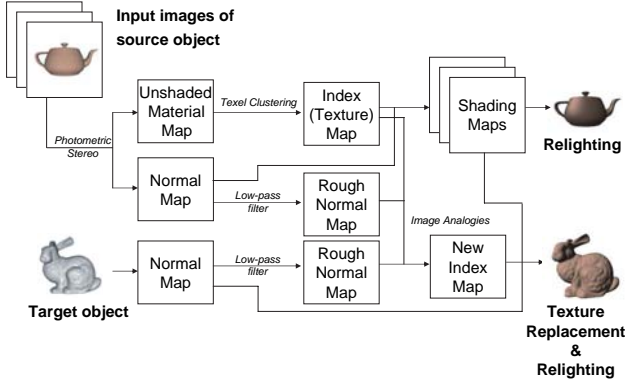 Input images of
source object
Unshaded
Material
Map
Texel Clustering
Index
(Texture)
Map
Shading
Maps
Relighting
Photometric
Stereo
Normal
Map
Low-pass
filter
Rough
Normal
Map
Image Analogies
Target object
Normal
Map
Low-pass
filter
Rough
Normal
Map
New
Index
Map
Texture
Replacement
&
Relighting